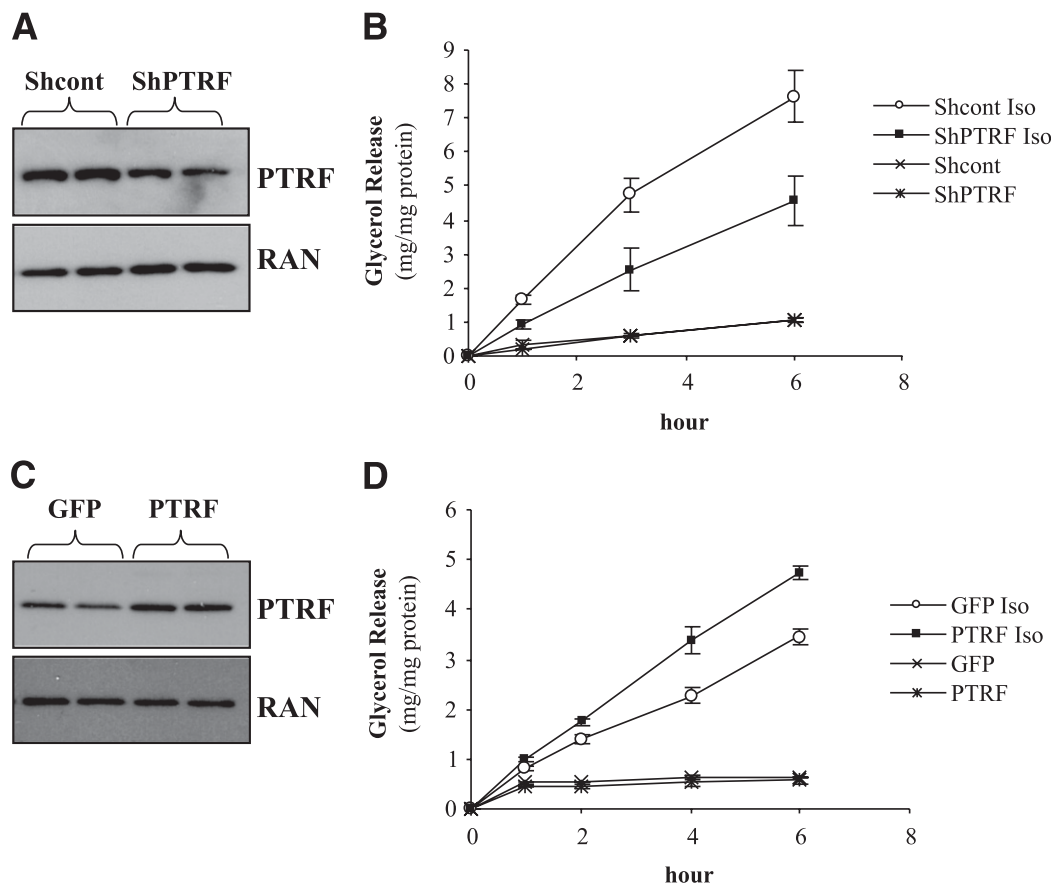 A
Shcont ShPTRF
PTRF
RAN
B
9
8
7
6
5
4
3
2
1
0
Glycerol Release
(mg/mg protein)
0 2 4 6 8
hour
Shcont Iso
ShPTRF Iso
Shcont
ShPTRF
C
GFP PTRF
PTRF
RAN
D
6
5
4
3
2
1
0
Glycerol Release
(mg/mg protein)
0 2 4 6 8
hour
GFP Iso
PTRF Iso
GFP
PTRF